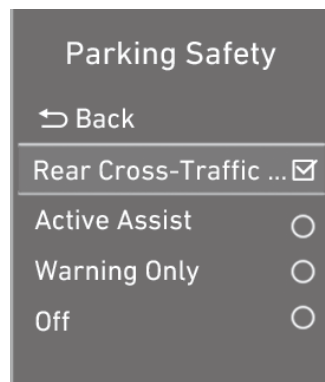 Parking Safety
Back
Rear Cross-Traffic ...
Active Assist
Warning Only
Off